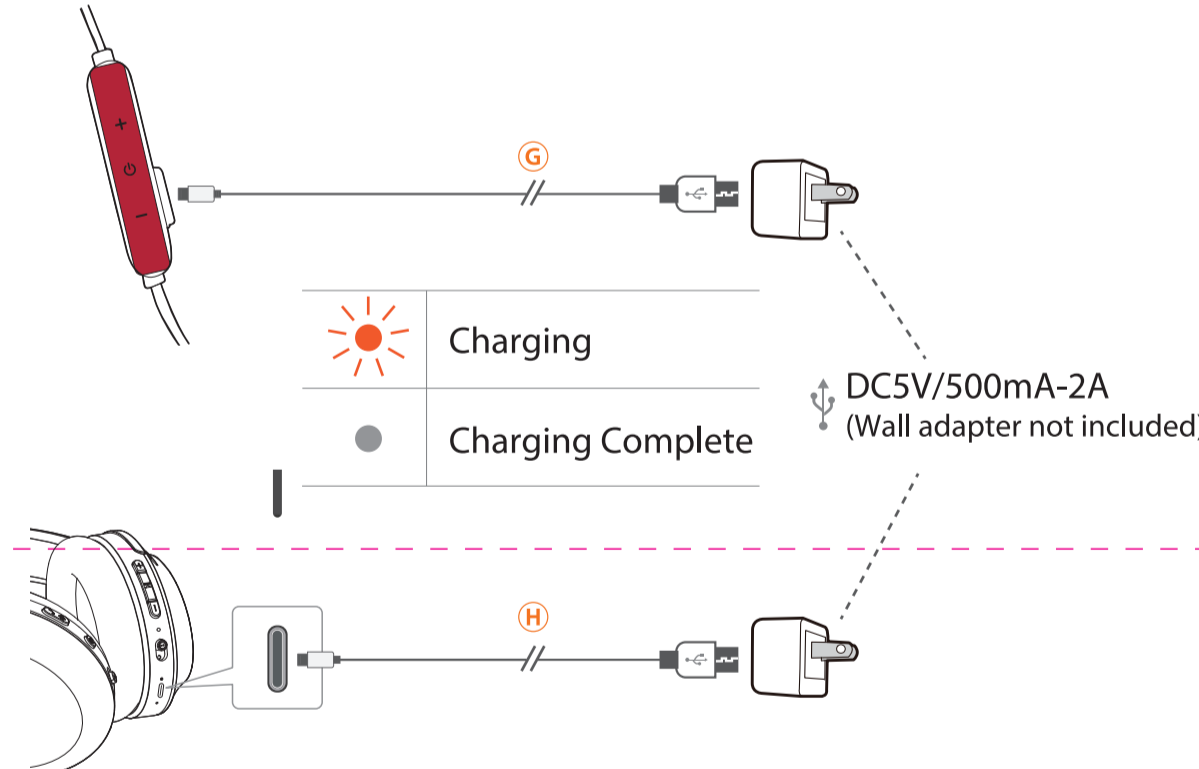 +
–
G
Charging
Charging Complete
DC5V/500mA-2A
(Wall adapter not included)
H